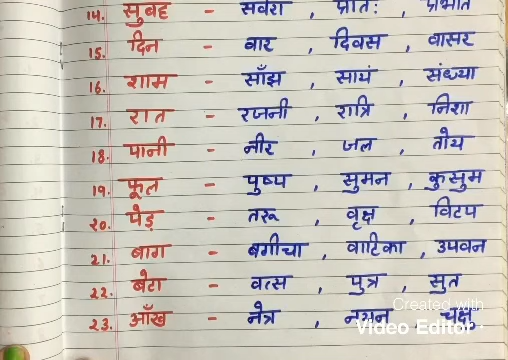 14. सुबह - सवेरा , प्रातः , प्रभात
15. दिन - वार , दिवस , वासर
16. शाम - साँझ , सायं , संध्या
17. रात - रजनी , रात्रि , निशा
18. पानी - नीर , जल , तोय
19. फूल - पुष्प , सुमन , कुसुम
20. पेड़ - तरू , वृक्ष , विटप
21. बाग - बगीचा , वाटिका , उपवन
22. बेटा - वत्स , पुत्र , सुत
23. आँख - नेत्र , नयन , चक्षु
Created with
Video Editor